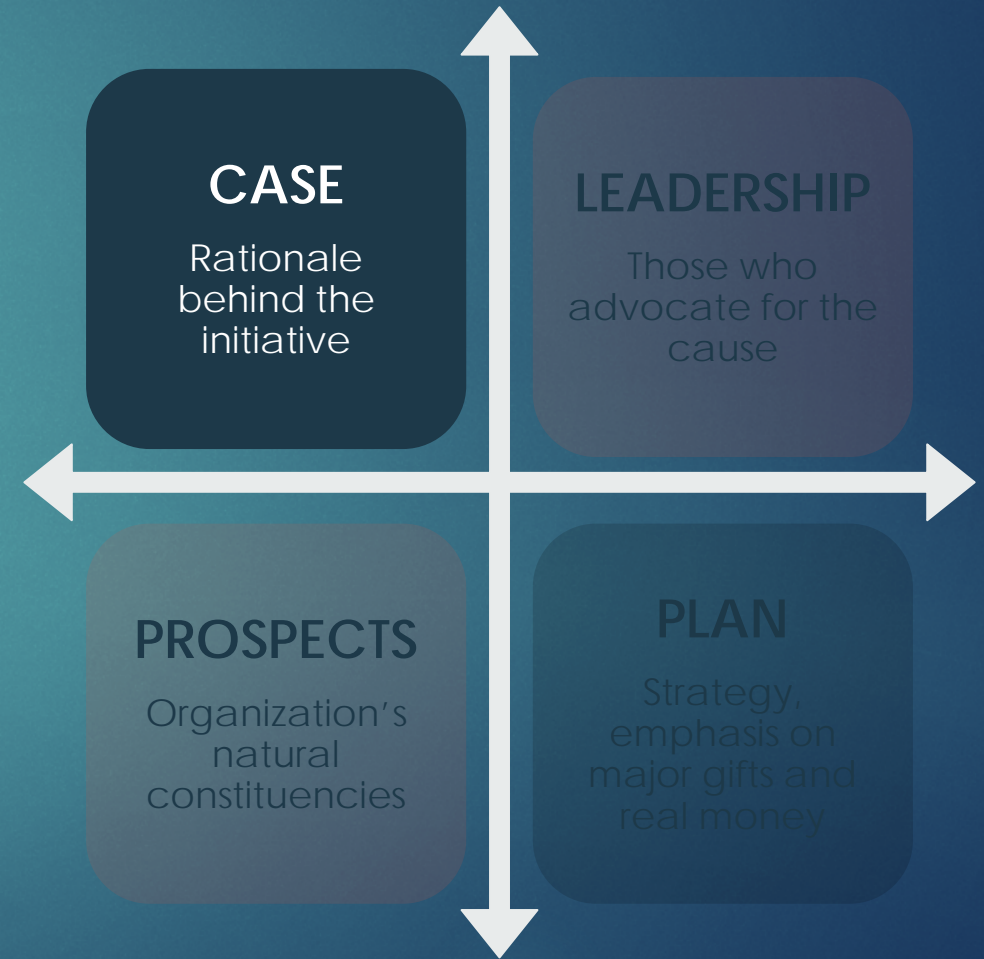 CASE
Rationale
behind the
initiative
LEADERSHIP
Those who
advocate for the
cause
PROSPECTS
Organization's
natural
constituencies
PLAN
Strategy,
emphasis on
major gifts and
real money